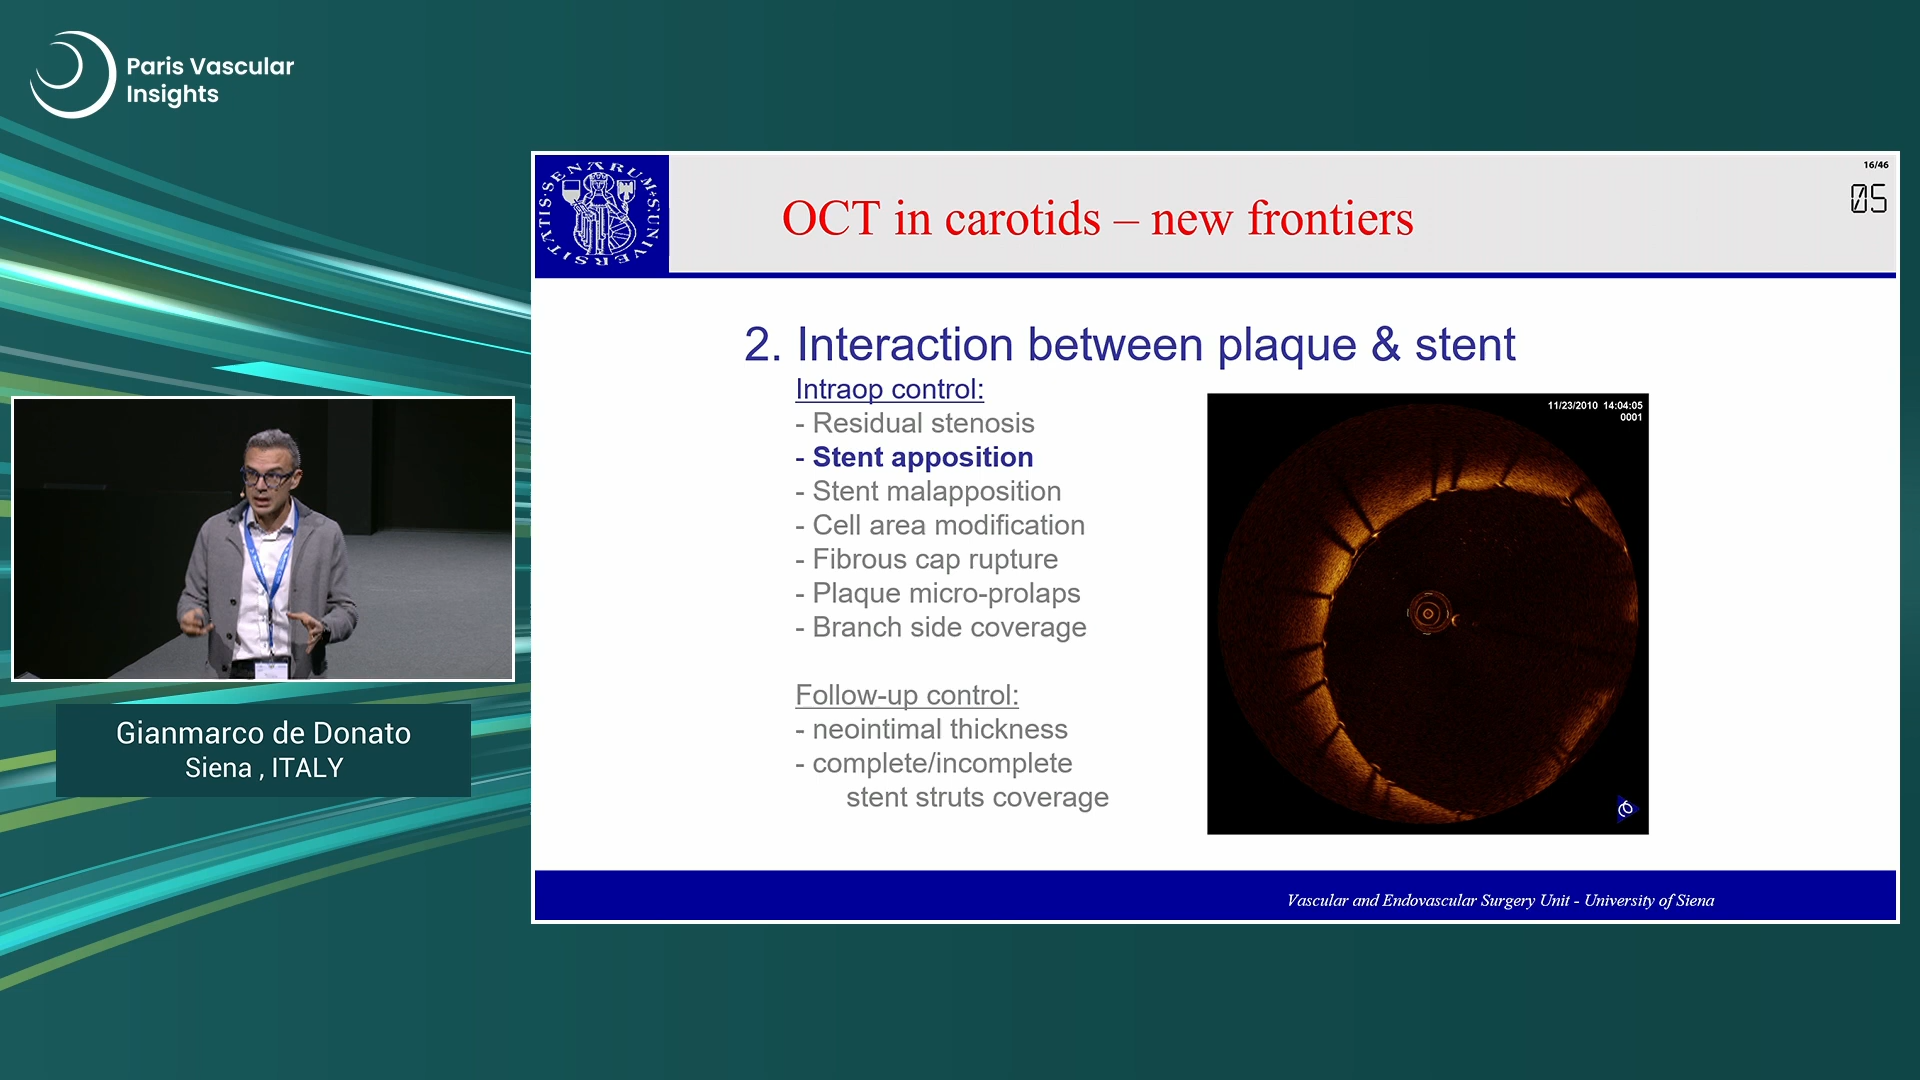 Paris Vascular
Insights
SENARUM·S·UNIVERSITATIS
16/46
05
OCT in carotids – new frontiers
2. Interaction between plaque & stent
Intraop control:
- Residual stenosis
- Stent apposition
- Stent malapposition
- Cell area modification
- Fibrous cap rupture
- Plaque micro-prolaps
- Branch side coverage
Follow-up control:
- neointimal thickness
- complete/incomplete
stent struts coverage
11/23/2010 14:04:05
0001
Gianmarco de Donato
Siena , ITALY
Vascular and Endovascular Surgery Unit - University of Siena